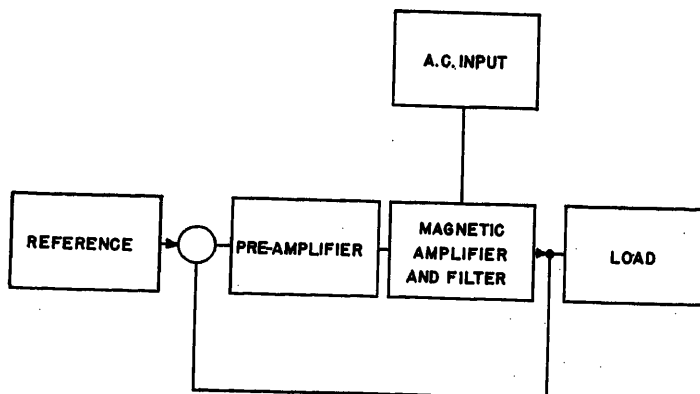 A.C. INPUT
REFERENCE
PRE-AMPLIFIER
MAGNETIC
AMPLIFIER
AND FILTER
LOAD